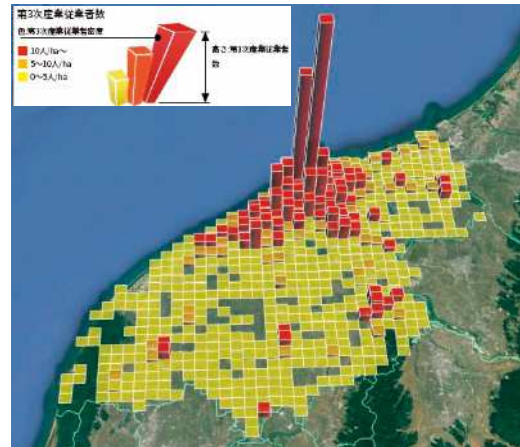 第3次産業従業者数
色:第3次産業従業者密度
10人/ha～
5～10人/ha
0～5人/ha
高さ:第3次産業従業者
数